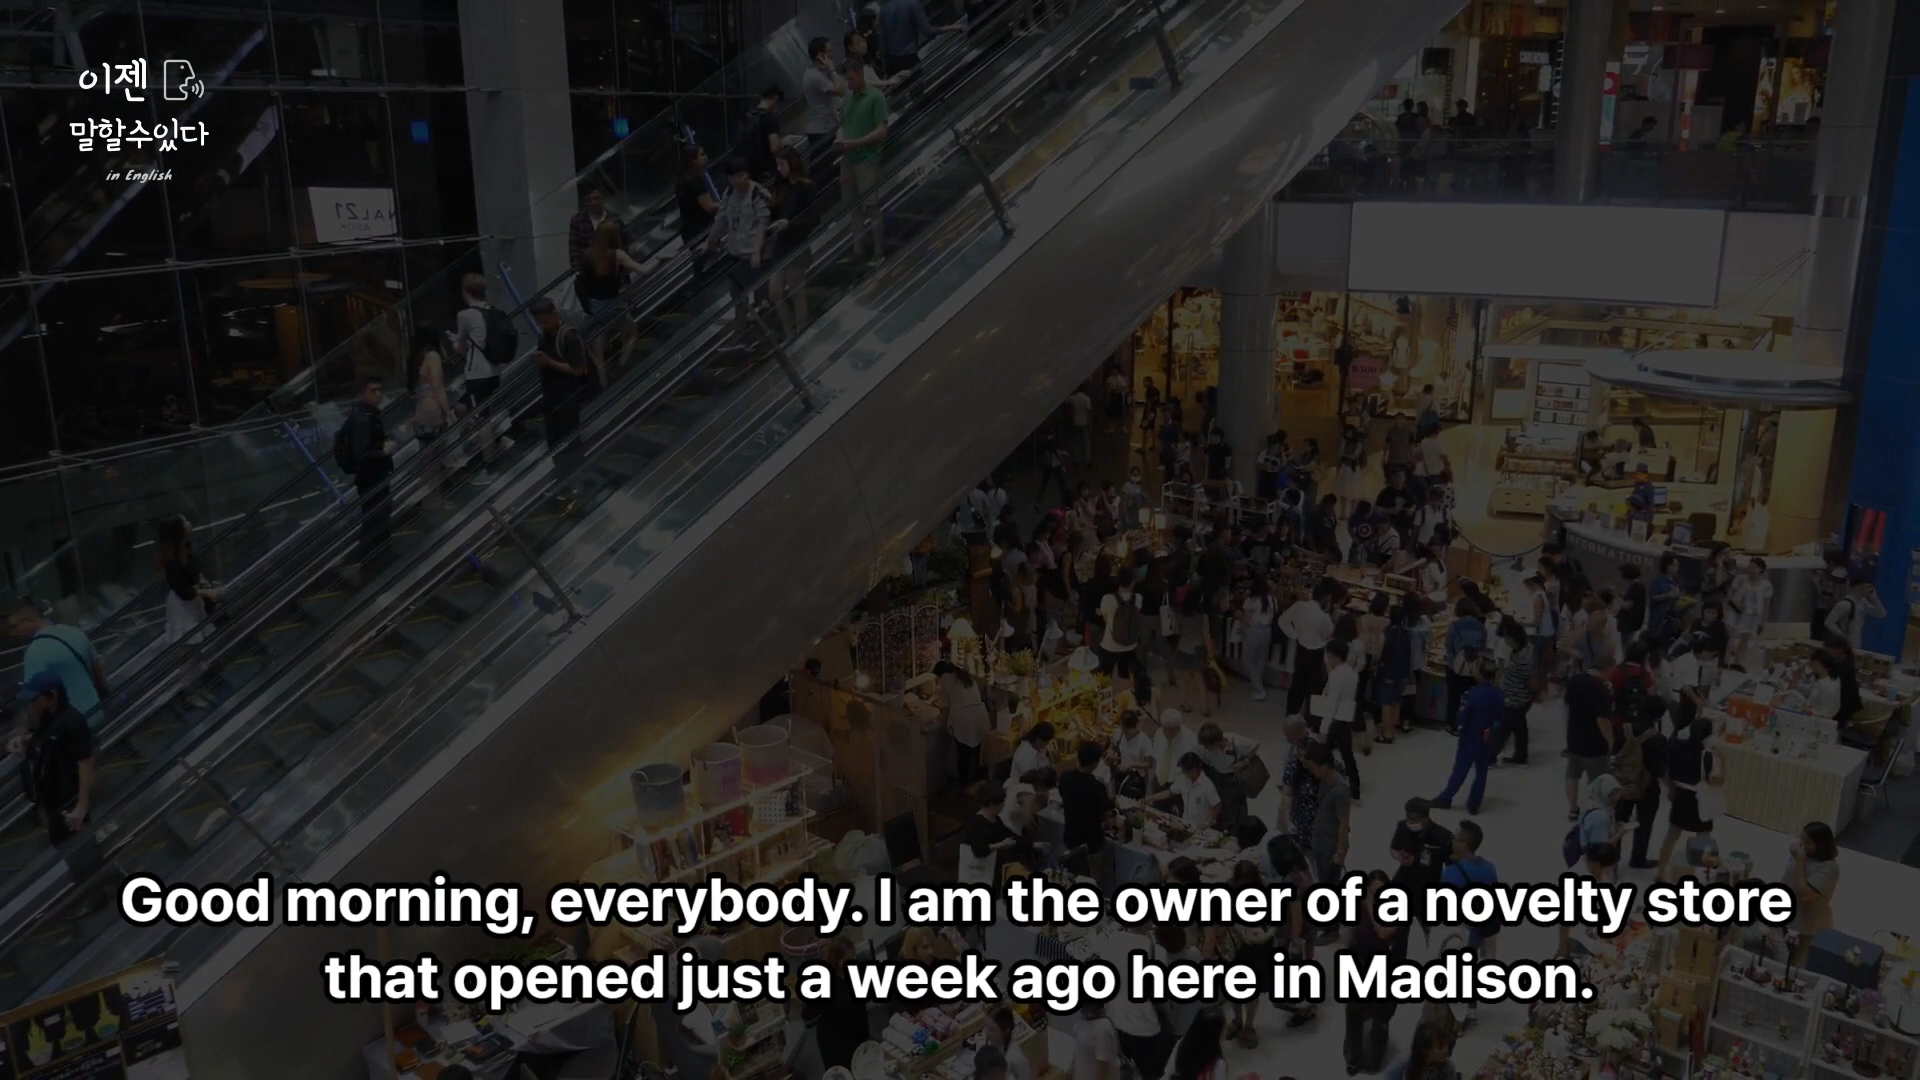 이젠
말할수있다
in English
Good morning, everybody. I am the owner of a novelty store
that opened just a week ago here in Madison.
INFORMATION